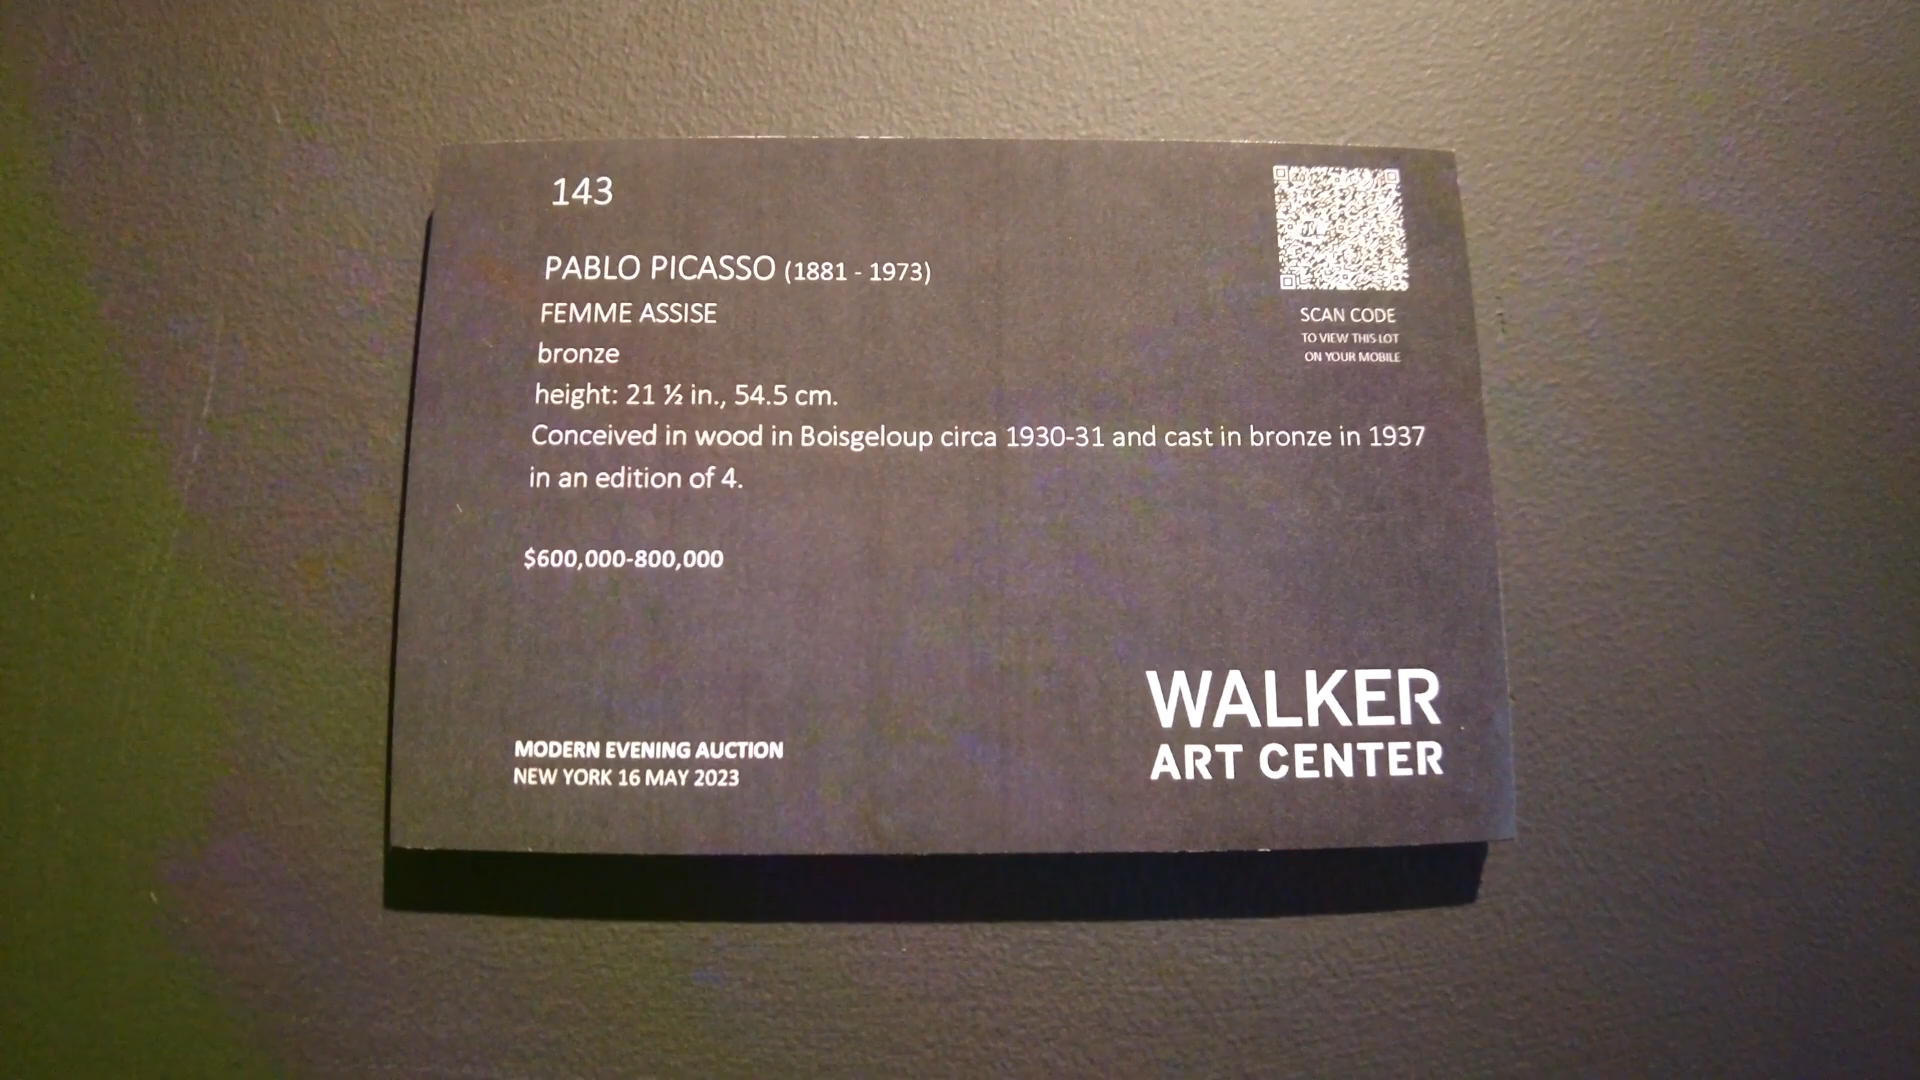 143
PABLO PICASSO (1881 - 1973)
FEMME ASSISE
bronze
height: 21 ½ in., 54.5 cm.
Conceived in wood in Boisgeloup circa 1930-31 and cast in bronze in 1937
in an edition of 4.
$600,000-800,000
MODERN EVENING AUCTION
NEW YORK 16 MAY 2023
SCAN CODE
TO VIEW THIS LOT
ON YOUR MOBILE
WALKER
ART CENTER